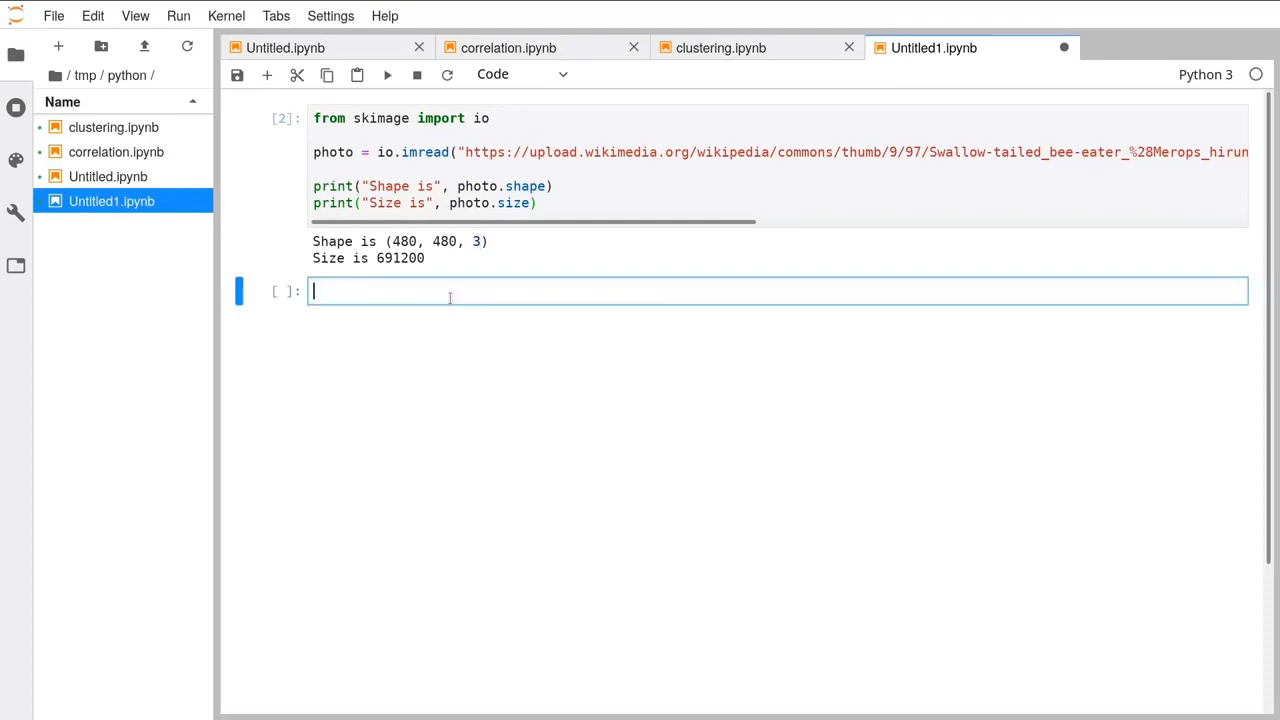 File Edit View Run Kernel Tabs Settings Help
Untitled.ipynb correlation.ipynb clustering.ipynb Untitled1.ipynb
/ tmp / python /
Code
Python 3
Name
clustering.ipynb
correlation.ipynb
Untitled.ipynb
Untitled1.ipynb
[2]: from skimage import io
photo = io.imread("https://upload.wikimedia.org/wikipedia/commons/thumb/9/97/Swallow-tailed_bee-eater_%28Merops_hirun
print("Shape is", photo.shape)
print("Size is", photo.size)
Shape is (480, 480, 3)
Size is 691200
[ ]: